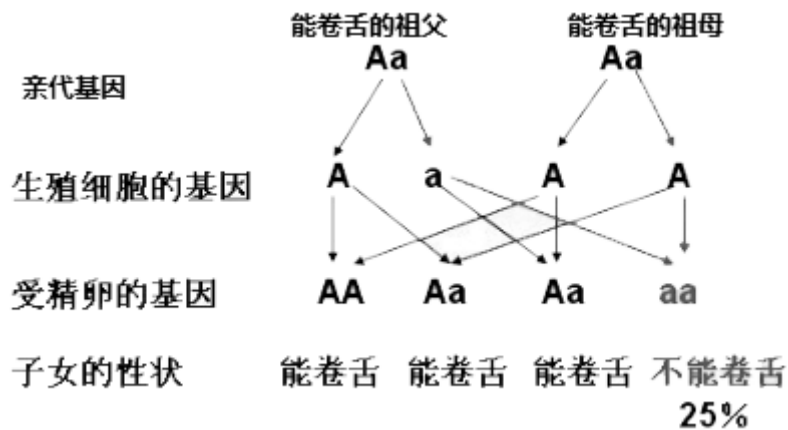 能卷舌的祖父 能卷舌的祖母
Aa Aa
亲代基因
生殖细胞的基因 A a A A
受精卵的基因 AA Aa Aa aa
子女的性状 能卷舌 能卷舌 能卷舌 不能卷舌
25%